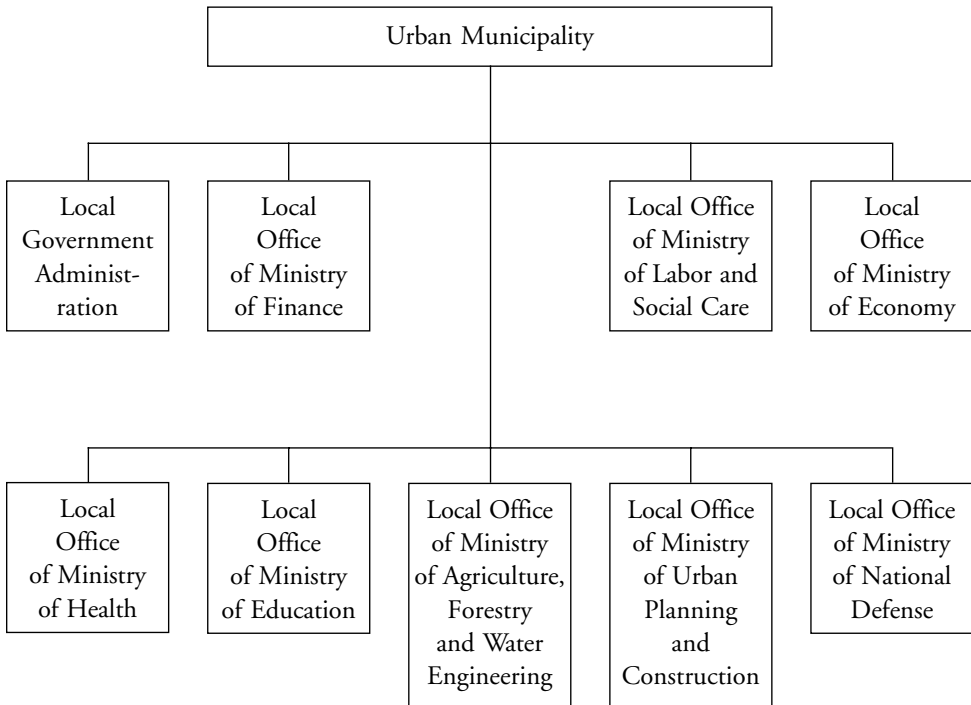 Urban Municipality
Local
Government
Administ-
ration
Local
Office
of Ministry
of Finance
Local Office
of Ministry
of Labor and
Social Care
Local
Office
of Ministry
of Economy
Local
Office
of Ministry
of Health
Local
Office
of Ministry
of Education
Local Office
of Ministry
of Agriculture,
Forestry
and Water
Engineering
Local Office
of Ministry
of Urban
Planning
and
Construction
Local Office
of Ministry
of National
Defense